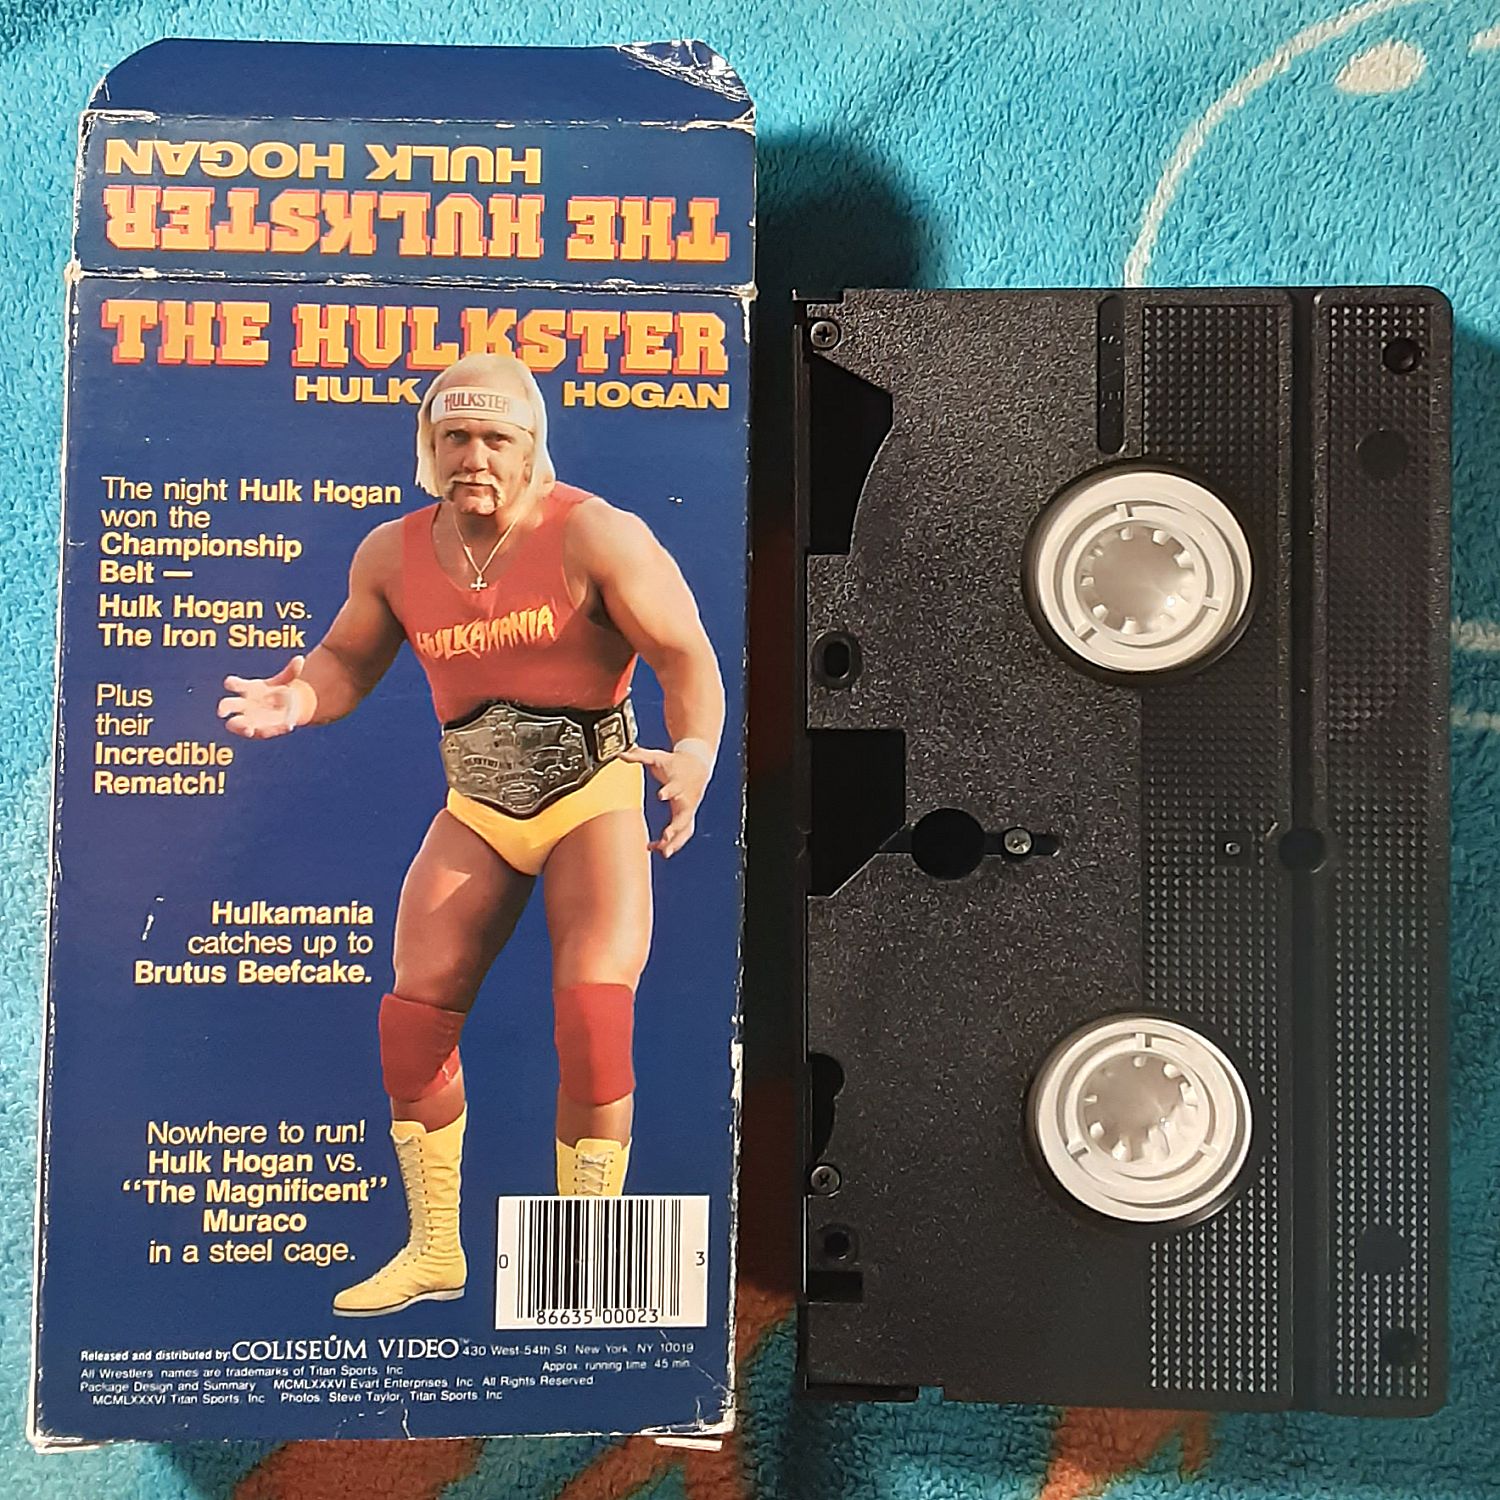 HULK HOGAN
THE HULKSTER
THE HULKSTER
HULK HOGAN
HULKSTER
The night Hulk Hogan
won the
Championship
Belt —
Hulk Hogan vs.
The Iron Sheik
HULKAMANIA
Plus
their
Incredible
Rematch!
Hulkamania
catches up to
Brutus Beefcake.
Nowhere to run!
Hulk Hogan vs.
"The Magnificent"
Muraco
in a steel cage.
0 86635 00023 3
Released and distributed by: COLISEÚM VIDEO™ 430 West 54th St. New York, NY 10019
All Wrestlers names are trademarks of Titan Sports, Inc. Approx. running time 45 min.
Package Design and Summary MCMLXXXVI Evart Enterprises, Inc. All Rights Reserved
MCMLXXXVI Titan Sports, Inc. Photos: Steve Taylor, Titan Sports, Inc.